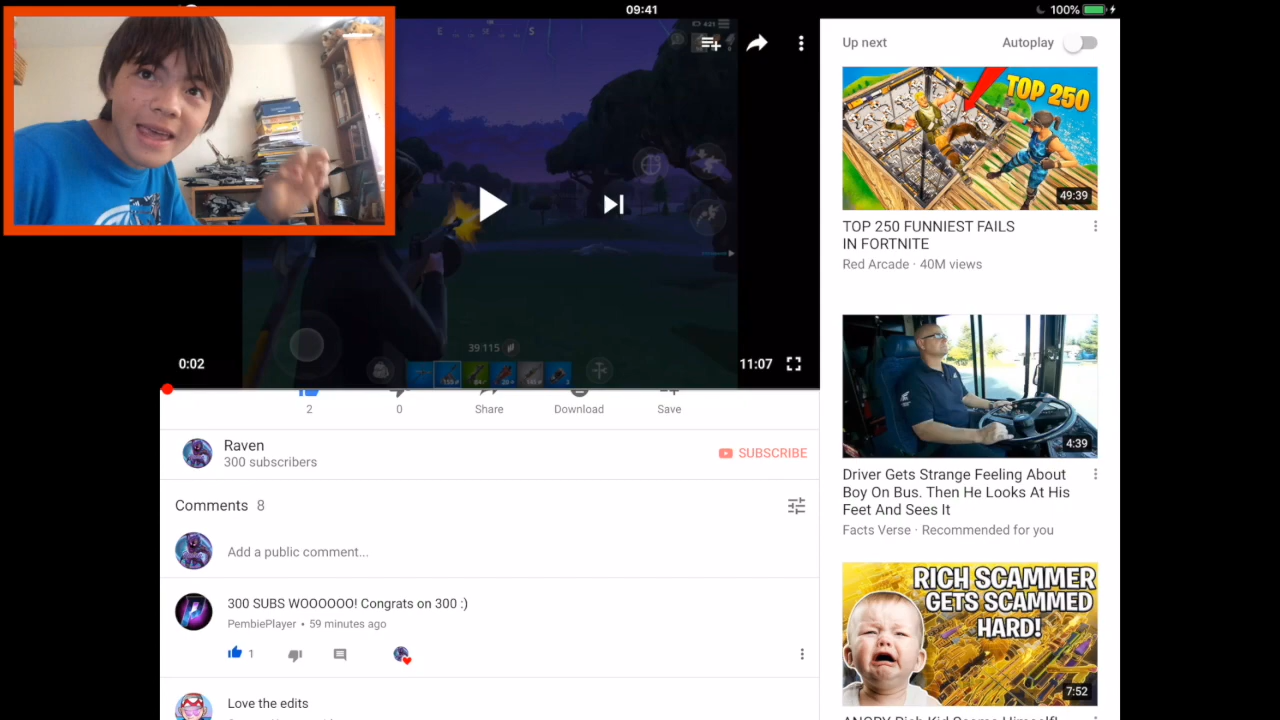 09:41
100%
E
S
Up next
Autoplay
TOP 250
49:39
TOP 250 FUNNIEST FAILS
IN FORTNITE
Red Arcade · 40M views
39
115
0:02
11:07
2
0
Share
Download
Save
Raven
300 subscribers
SUBSCRIBE
4:39
Driver Gets Strange Feeling About
Boy On Bus. Then He Looks At His
Feet And Sees It
Facts Verse · Recommended for you
Comments 8
Add a public comment...
300 SUBS WOOOOOO! Congrats on 300 :)
PembiePlayer • 59 minutes ago
1
Love the edits
RICH SCAMMER
GETS SCAMMED
HARD!
7:52